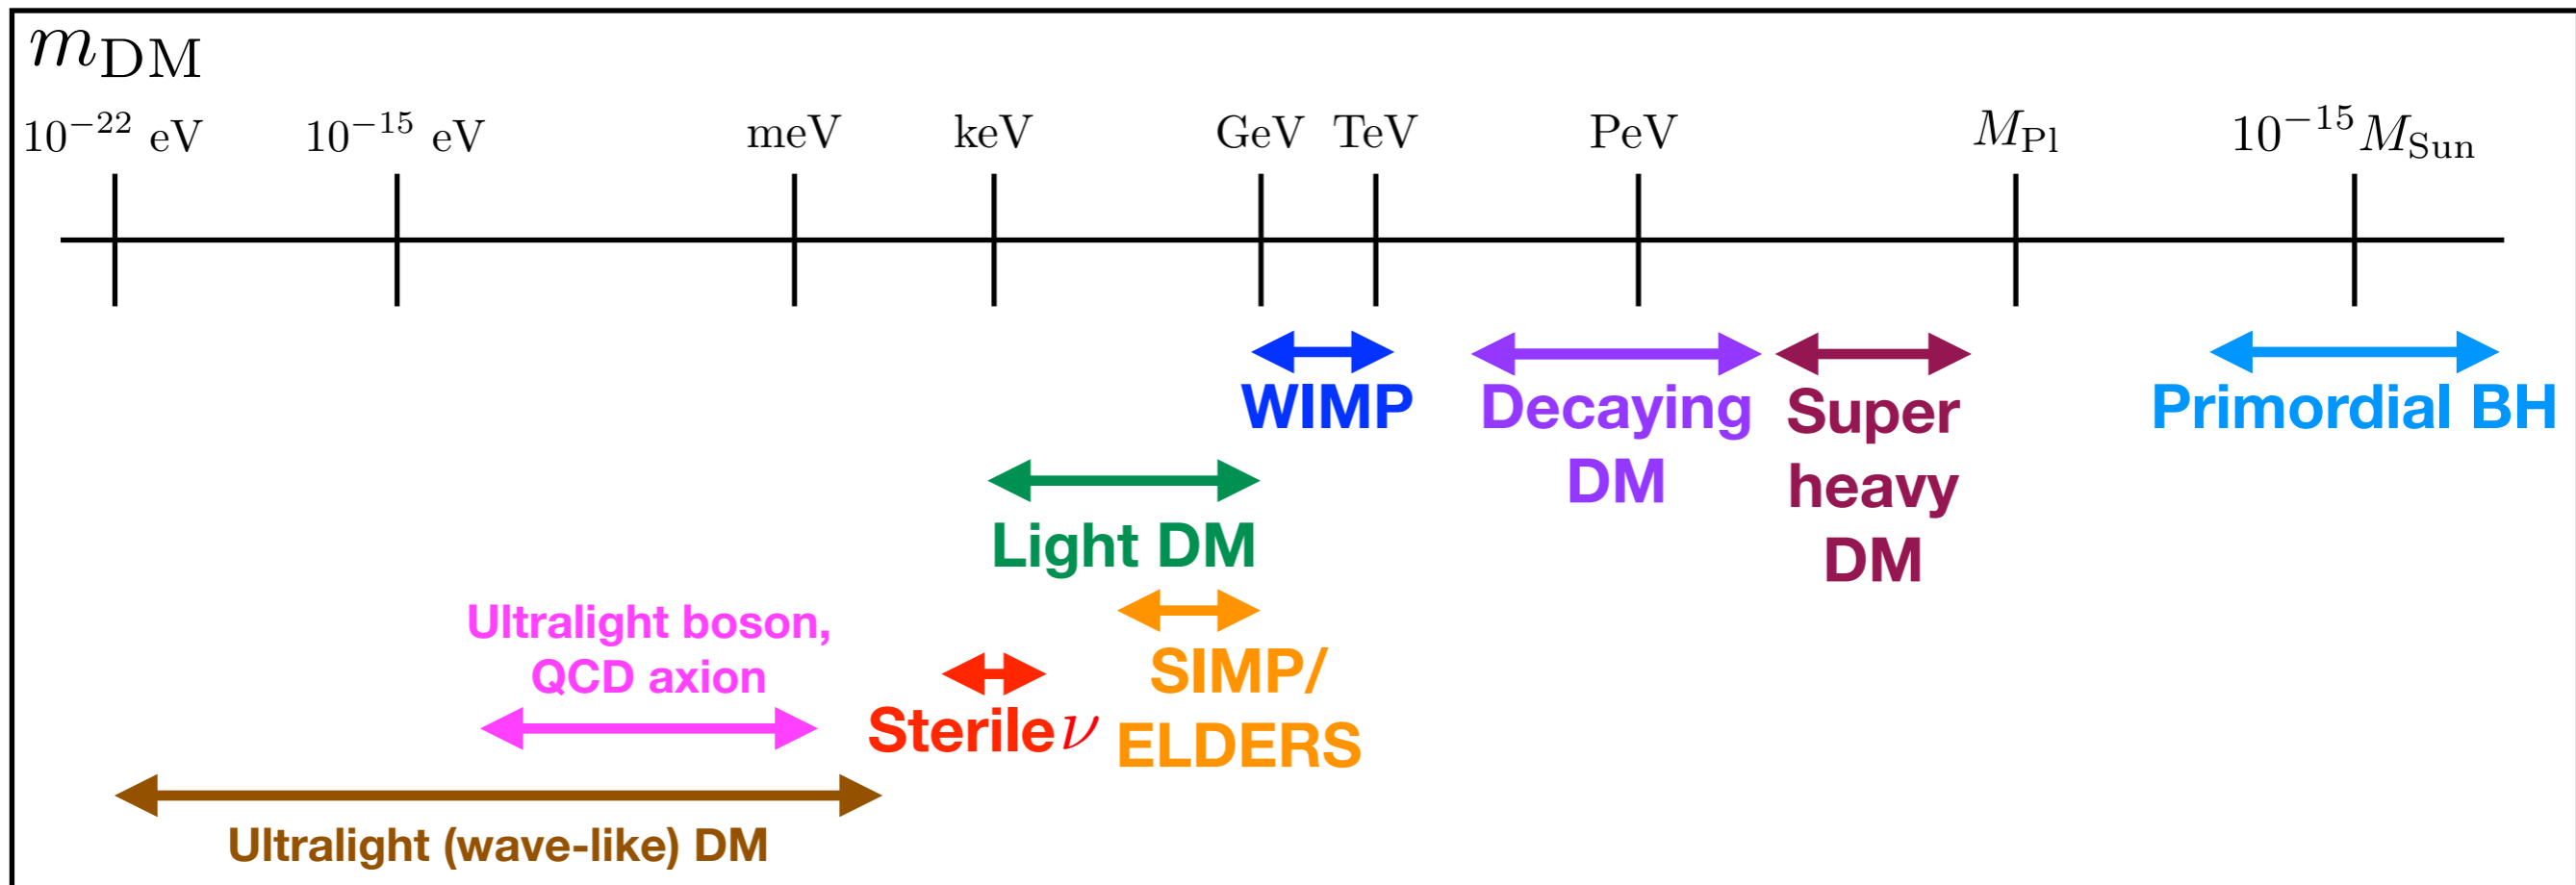 m_DM
10^−22 eV 10^−15 eV meV keV GeV TeV PeV M_Pl 10^−15 M_Sun
WIMP
Decaying
DM
Super
heavy
DM
Primordial BH
Light DM
Ultralight boson,
QCD axion
Sterile ν
SIMP/
ELDERS
Ultralight (wave-like) DM